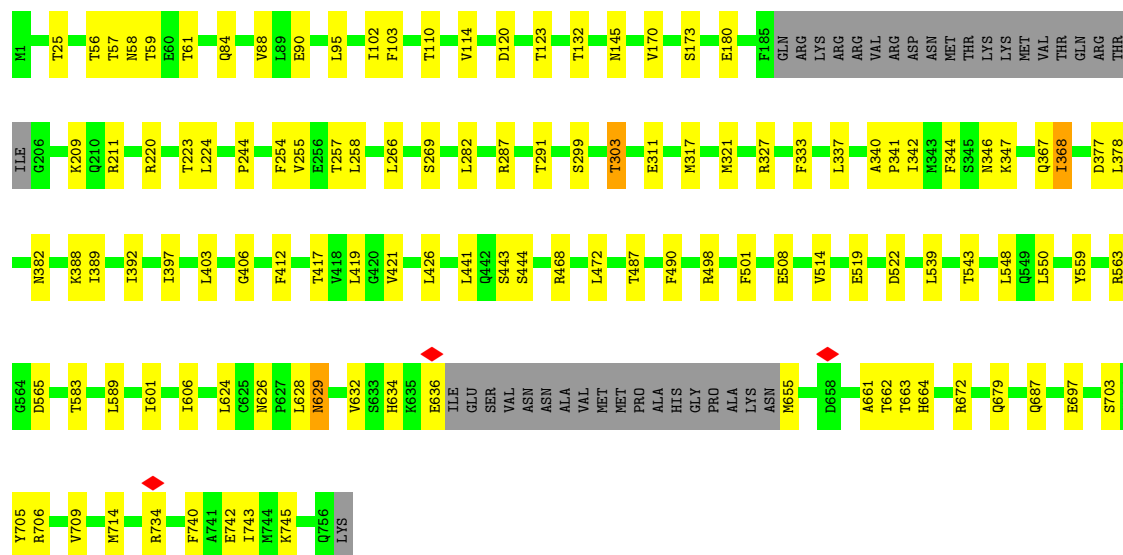 M1 T25 T56 T57 N58 T59 E60 T61 Q84 V88 L89 E90 L95 I102 F103 T110 V114 D120 T123 T132 N145 V170 S173 E180 F185 GLN ARG LYS ARG ARG VAL ARG ASP ASN MET THR LYS LYS MET VAL THR GLN ARG THR
ILE G206 K209 Q210 R211 R220 T223 L224 P244 F254 V255 E256 T257 L258 L266 S269 L282 R287 T291 S299 T303 E311 M317 M321 R327 F333 L337 A340 P341 I342 M343 F344 S345 N346 K347 Q367 I368 D377 L378
N382 K388 I389 I392 I397 L403 G406 F412 T417 V418 L419 G420 V421 L426 L441 Q442 S443 S444 R468 L472 T487 F490 R498 F501 E508 V514 E519 D522 L539 T543 L548 Q549 L550 Y559 R563
G564 D565 T583 L589 I601 I606 L624 C625 N626 P627 L628 N629 V632 S633 H634 K635 E636 ILE GLU SER VAL ASN ASN ALA VAL MET MET PRO ALA HIS GLY PRO ALA LYS ASN M655 D658 A661 T662 T663 H664 R672 Q679 Q687 E697 S703
Y705 R706 V709 M714 R734 F740 A741 E742 I743 M744 K745 Q756 LYS